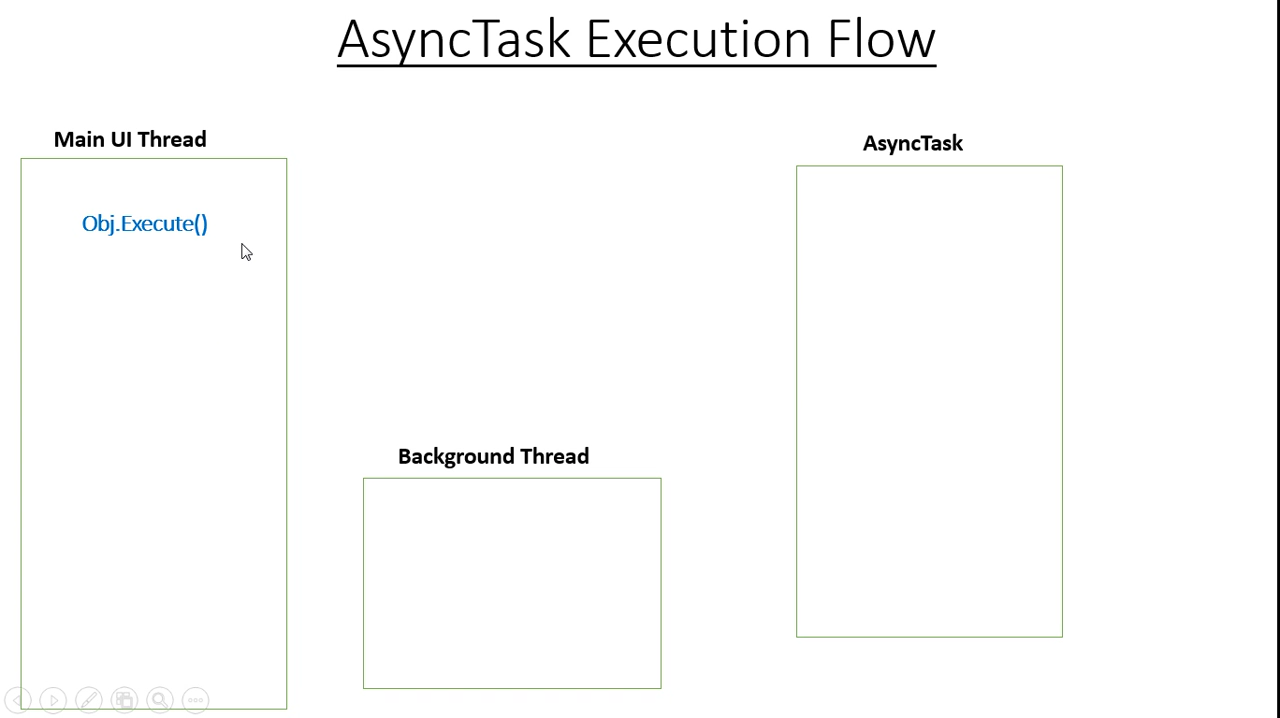 AsyncTask Execution Flow
Main UI Thread
AsyncTask
Obj.Execute()
Background Thread